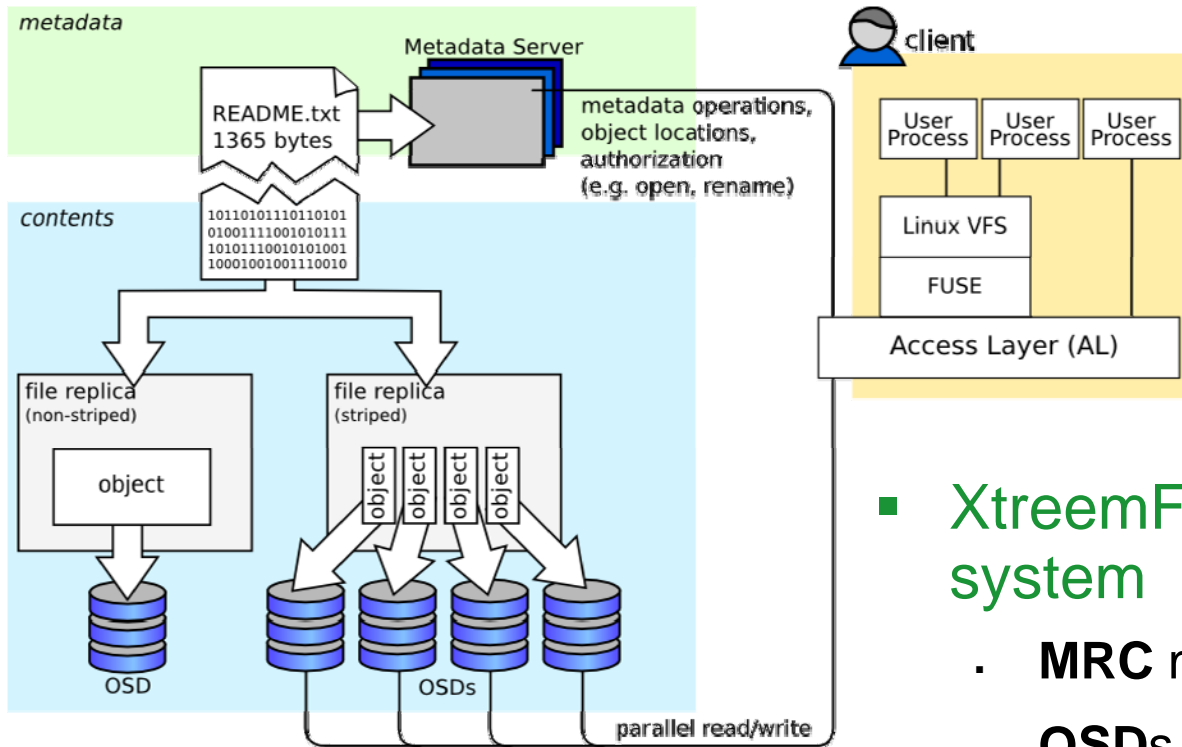 metadata
Metadata Server
README.txt
1365 bytes
metadata operations,
object locations,
authorization
(e.g. open, rename)
contents
10110101110110101
01001111001010111
10101110010101001
10001001001110010
file replica
(non-striped)
object
OSD
file replica
(striped)
object
object
object
object
OSDs
parallel read/write
client
User
Process
User
Process
User
Process
Linux VFS
FUSE
Access Layer (AL)
▪ XtreemF
system
. MRC r
OSDs